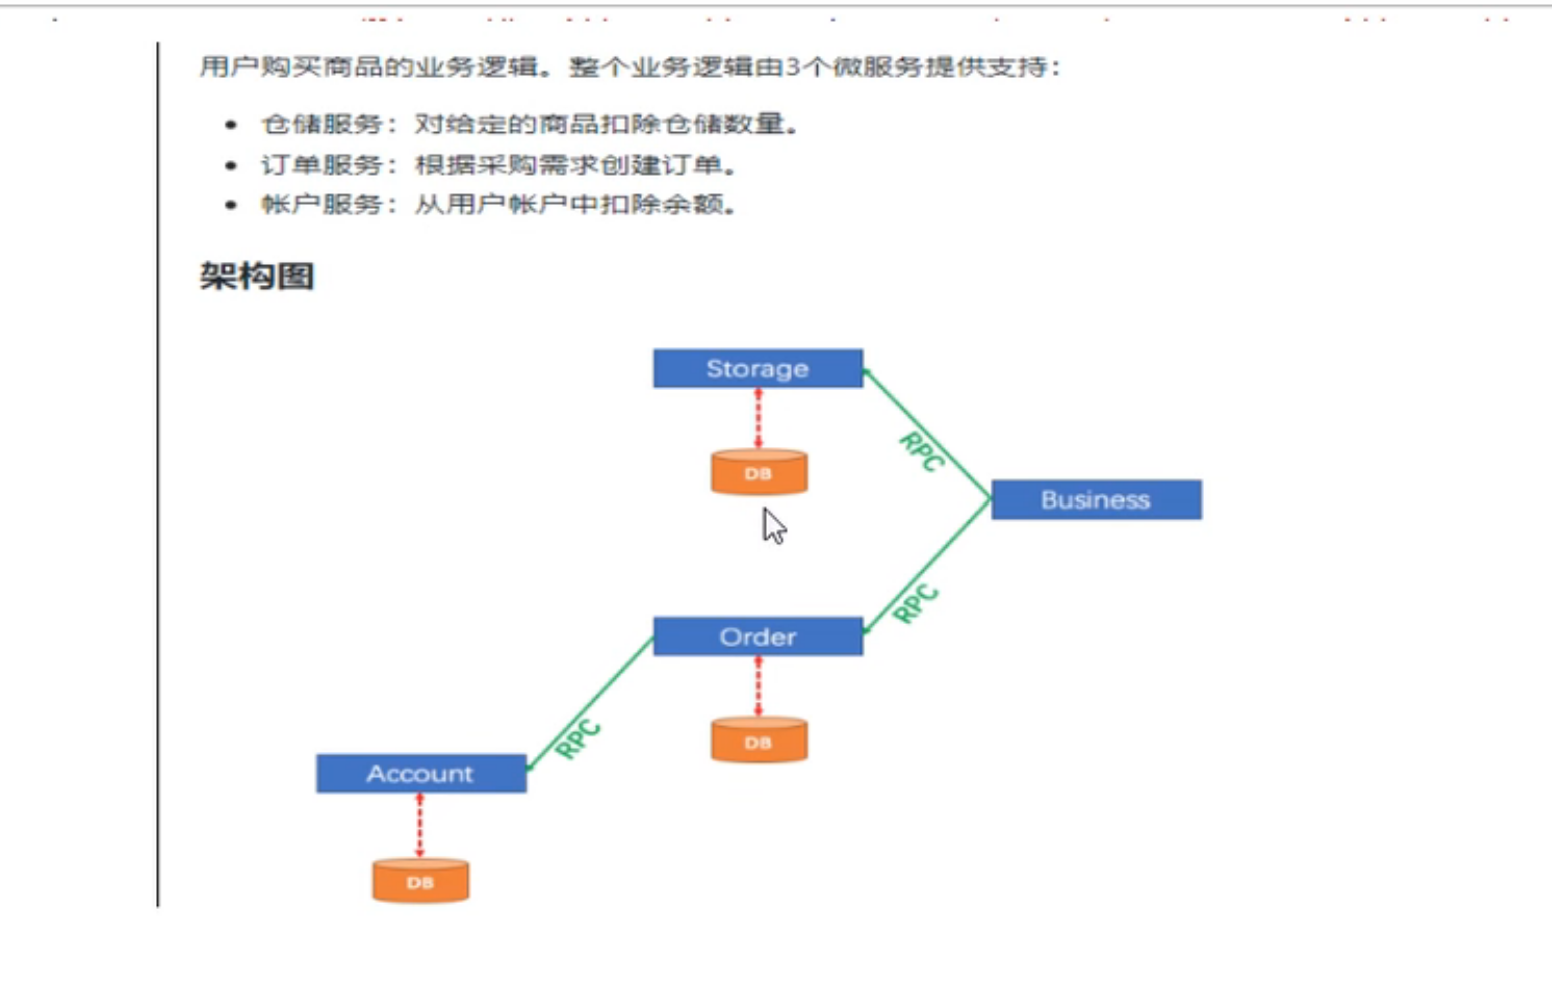 用户购买商品的业务逻辑。整个业务逻辑由3个微服务提供支持：
仓储服务：对给定的商品扣除仓储数量。
订单服务：根据采购需求创建订单。
帐户服务：从用户帐户中扣除余额。
架构图
Storage
RPC
DB
Business
RPC
Order
RPC
DB
Account
DB